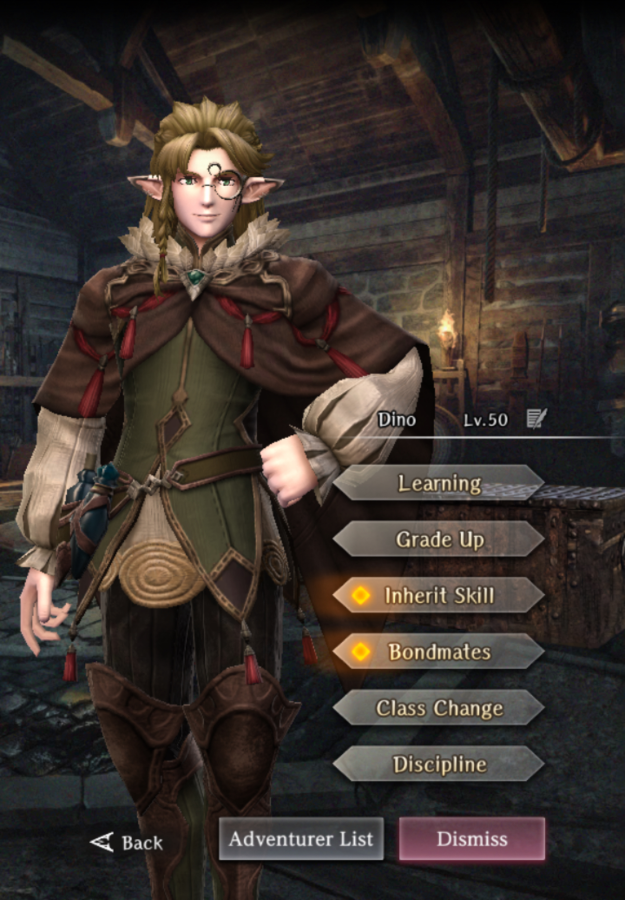 Dino Lv.50
Learning
Grade Up
Inherit Skill
Bondmates
Class Change
Discipline
Back Adventurer List Dismiss